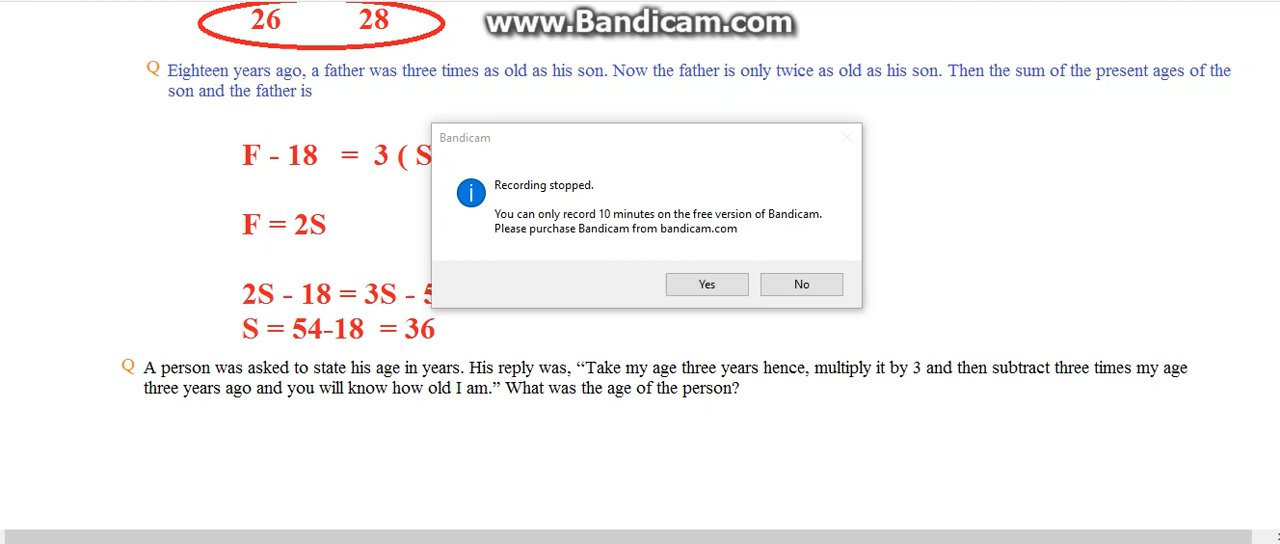 26 28
www.Bandicam.com
Q Eighteen years ago, a father was three times as old as his son. Now the father is only twice as old as his son. Then the sum of the present ages of the
son and the father is
Bandicam
F - 18 = 3 ( S
Recording stopped.
You can only record 10 minutes on the free version of Bandicam.
Please purchase Bandicam from bandicam.com
F = 2S
Yes No
2S - 18 = 3S -
S = 54-18 = 36
Q A person was asked to state his age in years. His reply was, “Take my age three years hence, multiply it by 3 and then subtract three times my age
three years ago and you will know how old I am.” What was the age of the person?